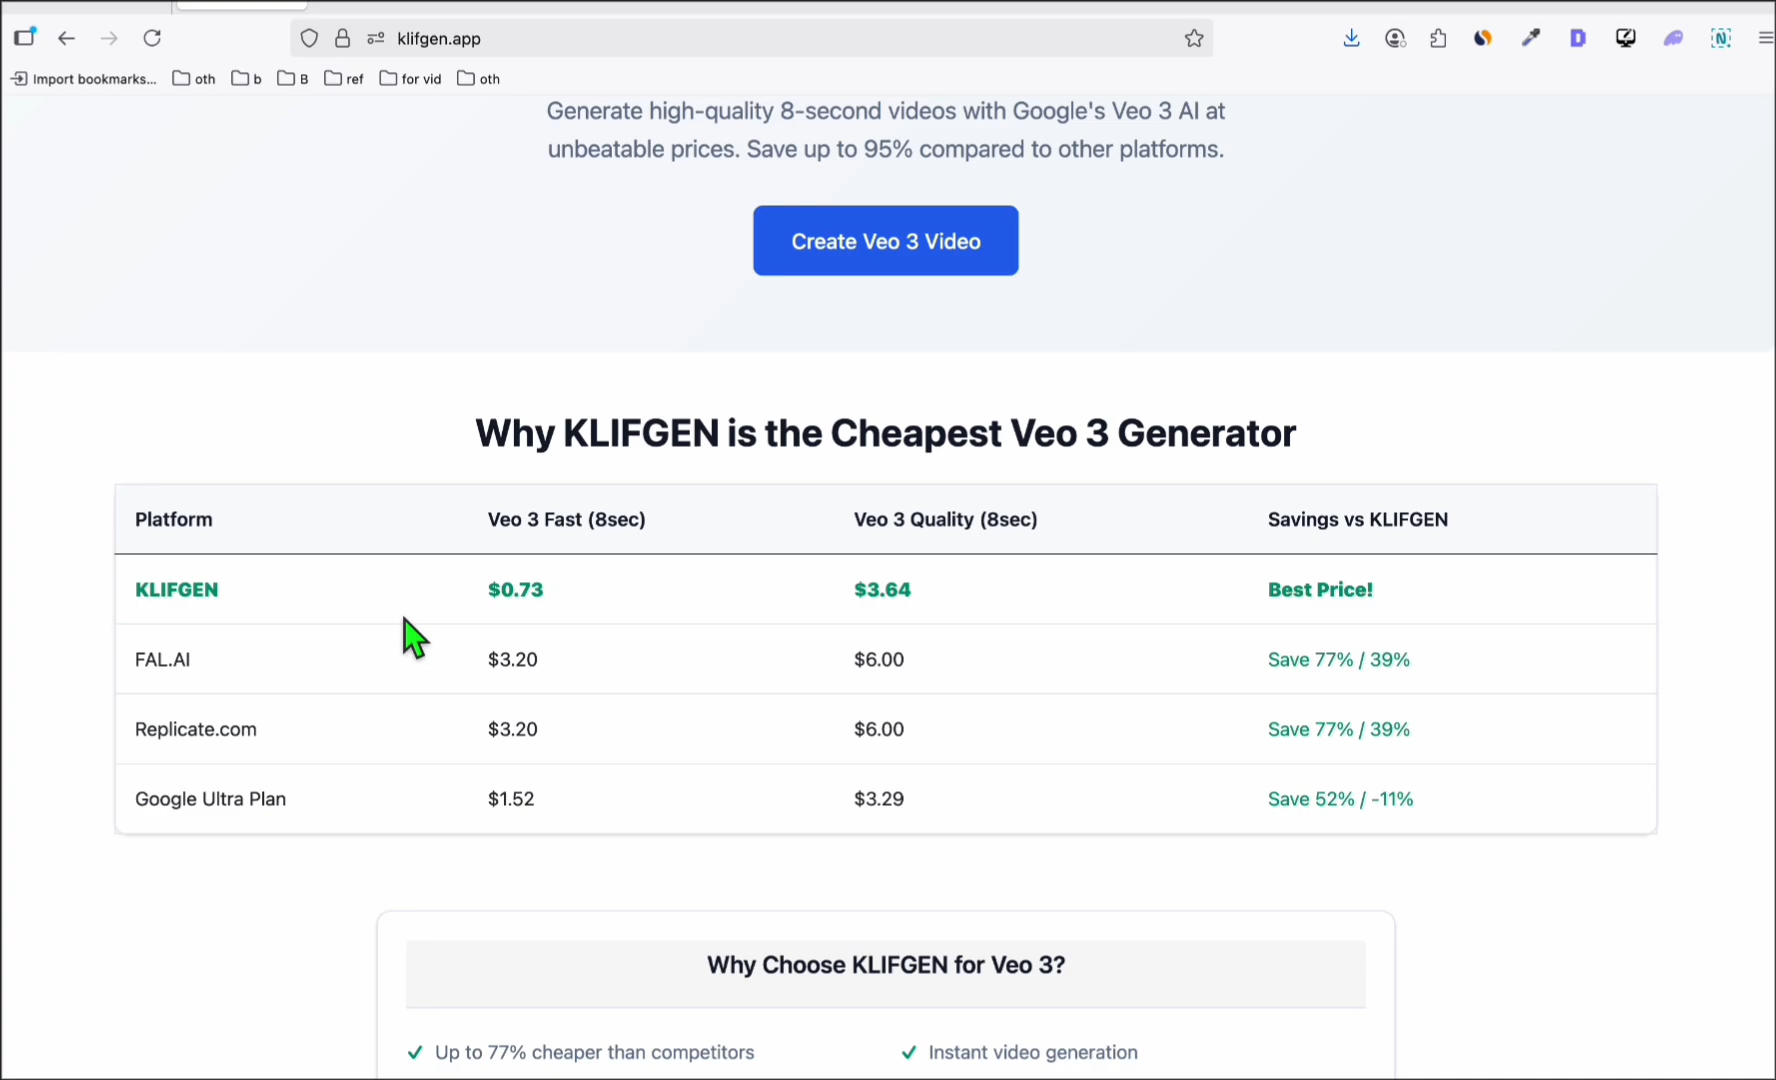 klifgen.app
Import bookmarks... oth b B ref for vid oth
Generate high-quality 8-second videos with Google's Veo 3 AI at
unbeatable prices. Save up to 95% compared to other platforms.
Create Veo 3 Video
Why KLIFGEN is the Cheapest Veo 3 Generator
Platform Veo 3 Fast (8sec) Veo 3 Quality (8sec) Savings vs KLIFGEN
KLIFGEN $0.73 $3.64 Best Price!
FAL.AI $3.20 $6.00 Save 77% / 39%
Replicate.com $3.20 $6.00 Save 77% / 39%
Google Ultra Plan $1.52 $3.29 Save 52% / -11%
Why Choose KLIFGEN for Veo 3?
✓ Up to 77% cheaper than competitors ✓ Instant video generation